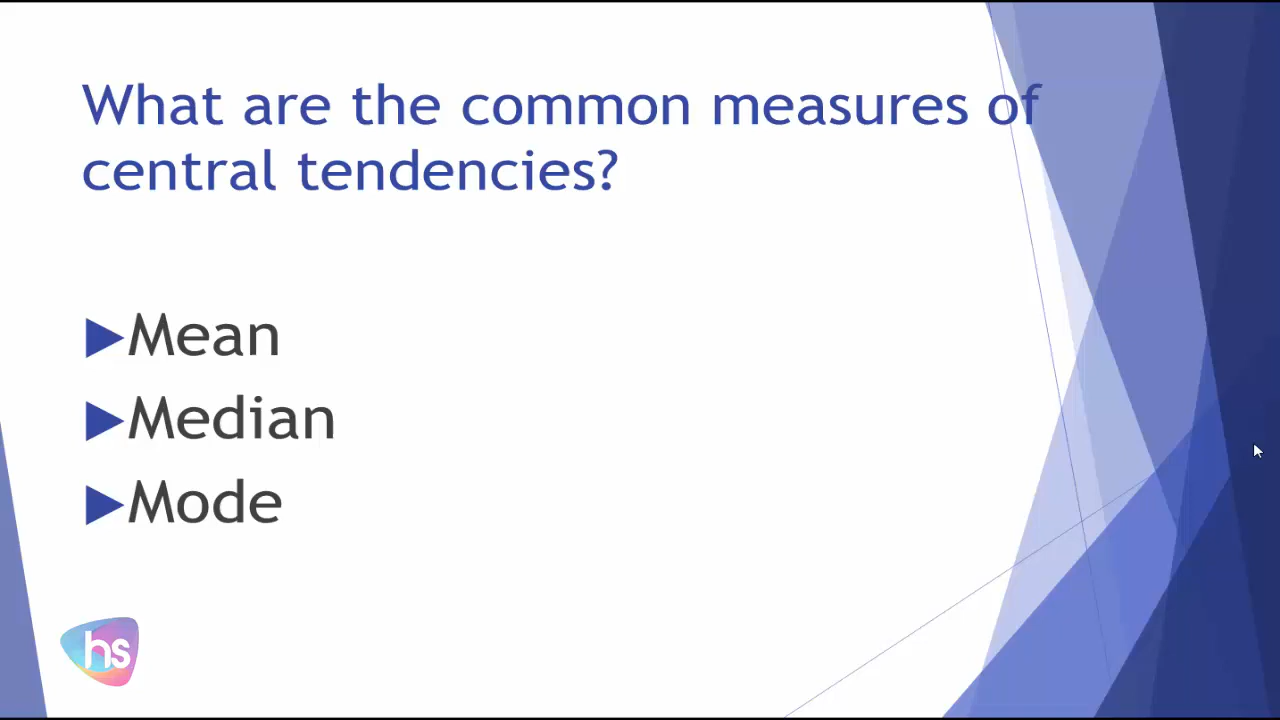 What are the common measures of
central tendencies?
Mean
Median
Mode
hs